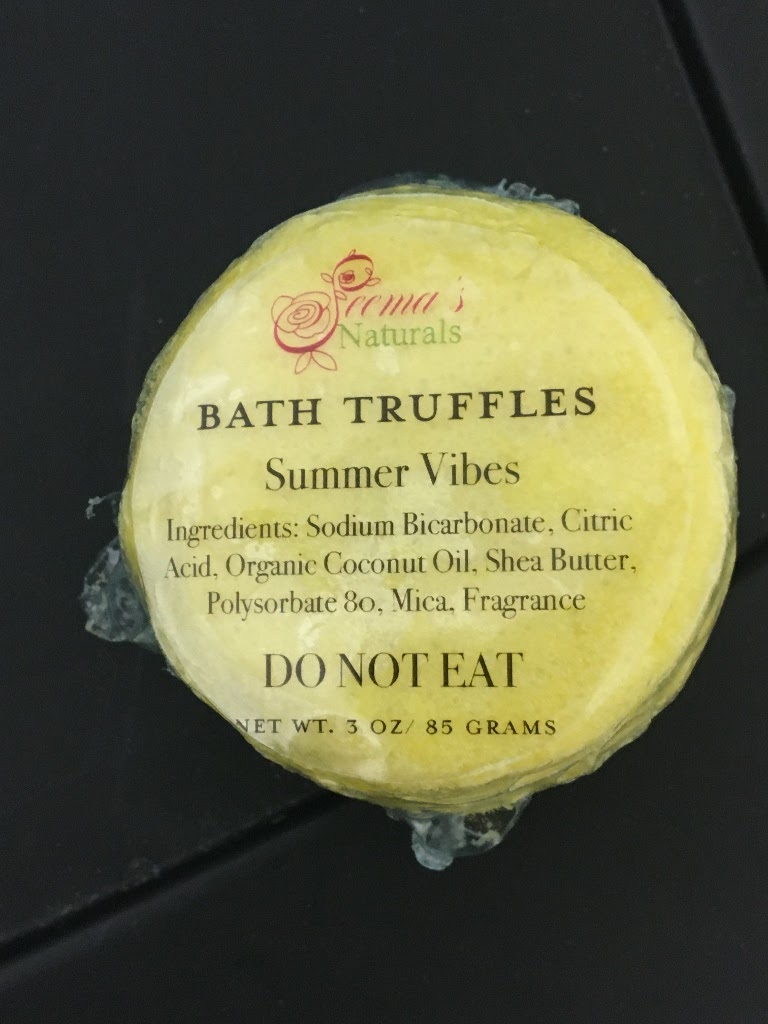 Seema's
Naturals
BATH TRUFFLES
Summer Vibes
Ingredients: Sodium Bicarbonate, Citric
Acid, Organic Coconut Oil, Shea Butter,
Polysorbate 80, Mica, Fragrance
DO NOT EAT
NET WT. 3 OZ/ 85 GRAMS